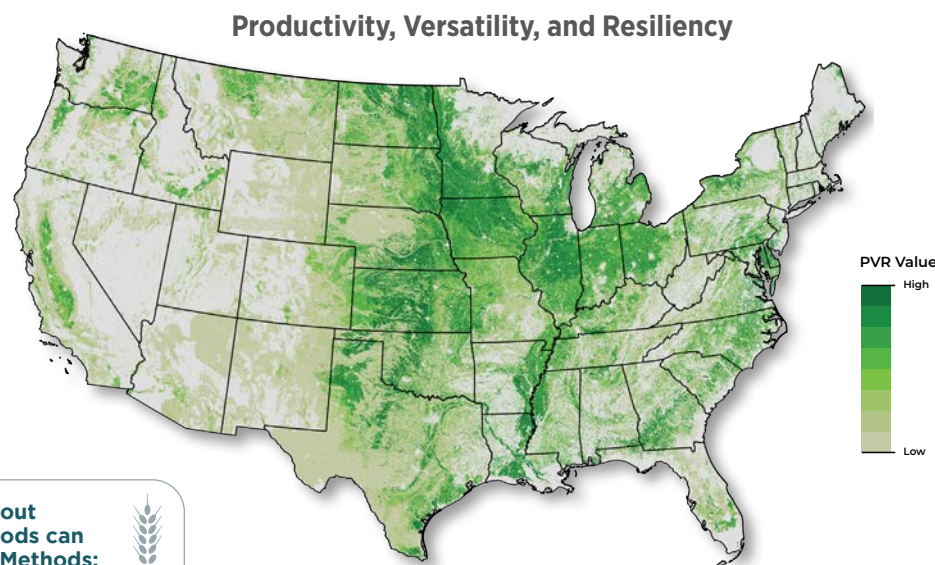 Productivity, Versatility, and Resiliency
PVR Value
High
Low
out
ods can
Methods: